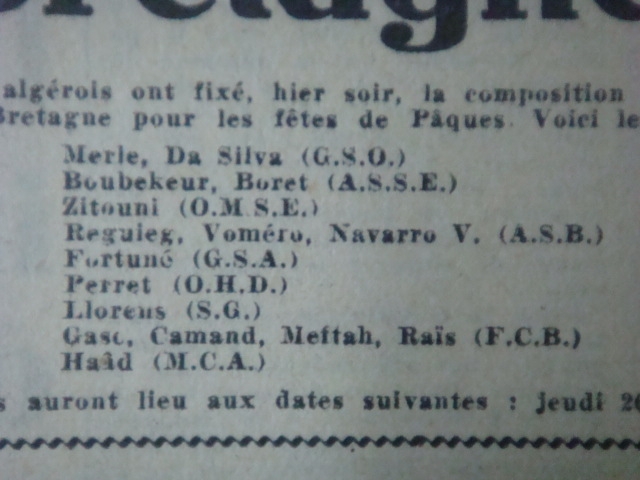 algérois ont fixé, hier soir, la composition
Bretagne pour les fêtes de Pâques. Voici le
Merle, Da Silva (G.S.O.)
Boubekeur, Boret (A.S.S.E.)
Zitouni (O.M.S.E.)
Reguieg, Voméro, Navarro V. (A.S.B.)
Fortuné (G.S.A.)
Perret (O.H.D.)
Llorens (S.G.)
Gasc, Camand, Meftah, Raïs (F.C.B.)
Haâd (M.C.A.)
s auront lieu aux dates suivantes : jeudi 20